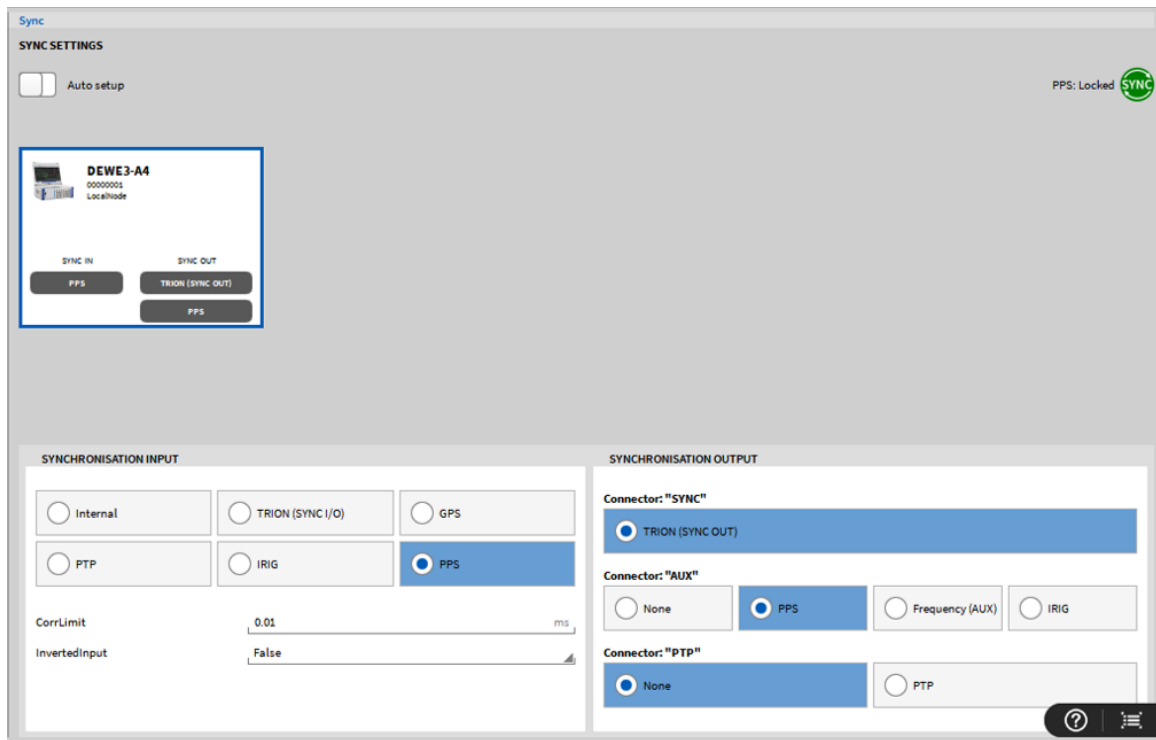 Sync
SYNC SETTINGS
Auto setup
PPS: Locked SYNC
DEWE3-A4
00000001
LocalNode
SYNC IN SYNC OUT
PPS TRION (SYNC OUT)
PPS
SYNCHRONISATION INPUT
Internal TRION (SYNC I/O) GPS
PTP IRIG PPS
CorrLimit 0.01 ms
InvertedInput False
SYNCHRONISATION OUTPUT
Connector: "SYNC"
TRION (SYNC OUT)
Connector: "AUX"
None PPS Frequency (AUX) IRIG
Connector: "PTP"
None PTP
?